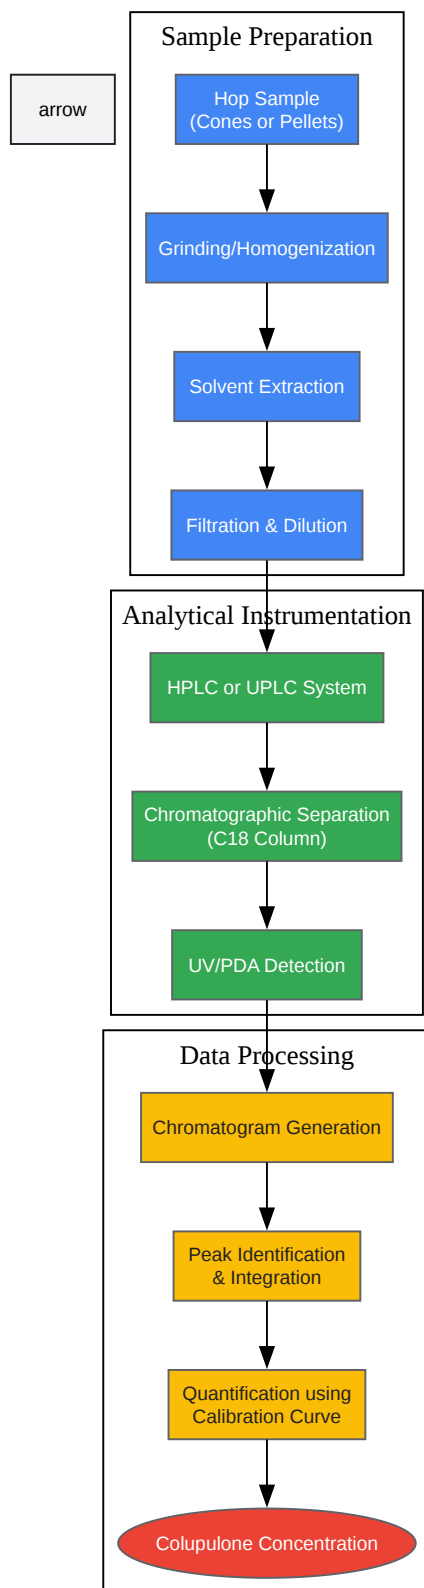 Sample Preparation
arrow
Hop Sample
(Cones or Pellets)
Grinding/Homogenization
Solvent Extraction
Filtration & Dilution
Analytical Instrumentation
HPLC or UPLC System
Chromatographic Separation
(C18 Column)
UV/PDA Detection
Data Processing
Chromatogram Generation
Peak Identification
& Integration
Quantification using
Calibration Curve
Colupulone Concentration